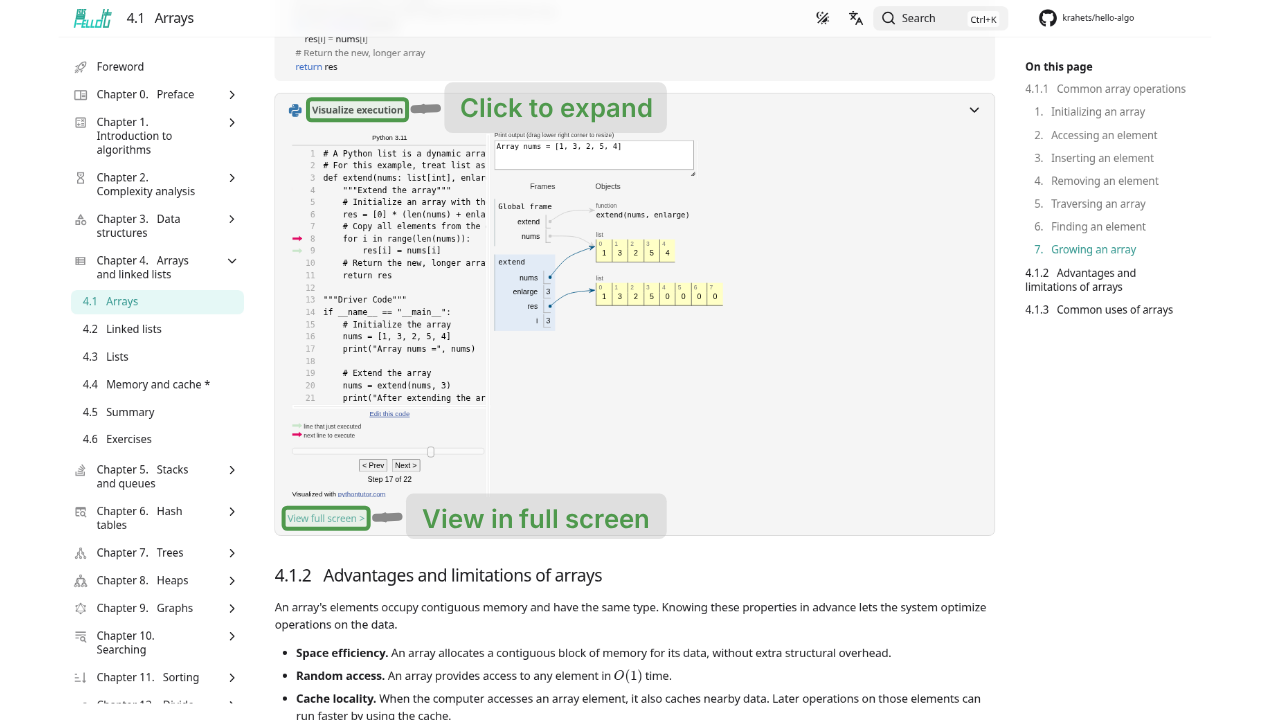 HELLO
4.1 Arrays
Search
Ctrl+K
krahets/hello-algo
Foreword
Chapter 0. Preface
Chapter 1.
Introduction to
algorithms
Chapter 2.
Complexity analysis
Chapter 3. Data
structures
Chapter 4. Arrays
and linked lists
4.1 Arrays
4.2 Linked lists
4.3 Lists
4.4 Memory and cache *
4.5 Summary
4.6 Exercises
Chapter 5. Stacks
and queues
Chapter 6. Hash
tables
Chapter 7. Trees
Chapter 8. Heaps
Chapter 9. Graphs
Chapter 10.
Searching
Chapter 11. Sorting
Chapter 12. Divide
res[i] = nums[i]
# Return the new, longer array
return res
Visualize execution
Click to expand
Python 3.11
1 # A Python list is a dynamic arra
2 # For this example, treat list as
3 def extend(nums: list[int], enlar
4 """Extend the array"""
5 # Initialize an array with th
6 res = [0] * (len(nums) + enla
7 # Copy all elements from the
8 for i in range(len(nums)):
9 res[i] = nums[i]
10 # Return the new, longer arra
11 return res
12
13 """Driver Code"""
14 if __name__ == "__main__":
15 # Initialize the array
16 nums = [1, 3, 2, 5, 4]
17 print("Array nums =", nums)
18
19 # Extend the array
20 nums = extend(nums, 3)
21 print("After extending the ar
Edit this code
line that just executed
next line to execute
< Prev Next >
Step 17 of 22
Visualized with pythontutor.com
Print output (drag lower right corner to resize)
Array nums = [1, 3, 2, 5, 4]
Frames Objects
Global frame
extend
nums
function
extend(nums, enlarge)
list
0 1 2 3 4
1 3 2 5 4
extend
nums
enlarge 3
res
i 3
list
0 1 2 3 4 5 6 7
1 3 2 5 0 0 0 0
View full screen >
View in full screen
4.1.2 Advantages and limitations of arrays
An array's elements occupy contiguous memory and have the same type. Knowing these properties in advance lets the system optimize
operations on the data.
• Space efficiency. An array allocates a contiguous block of memory for its data, without extra structural overhead.
• Random access. An array provides access to any element in O(1) time.
• Cache locality. When the computer accesses an array element, it also caches nearby data. Later operations on those elements can
run faster by using the cache.
On this page
4.1.1 Common array operations
1. Initializing an array
2. Accessing an element
3. Inserting an element
4. Removing an element
5. Traversing an array
6. Finding an element
7. Growing an array
4.1.2 Advantages and
limitations of arrays
4.1.3 Common uses of arrays